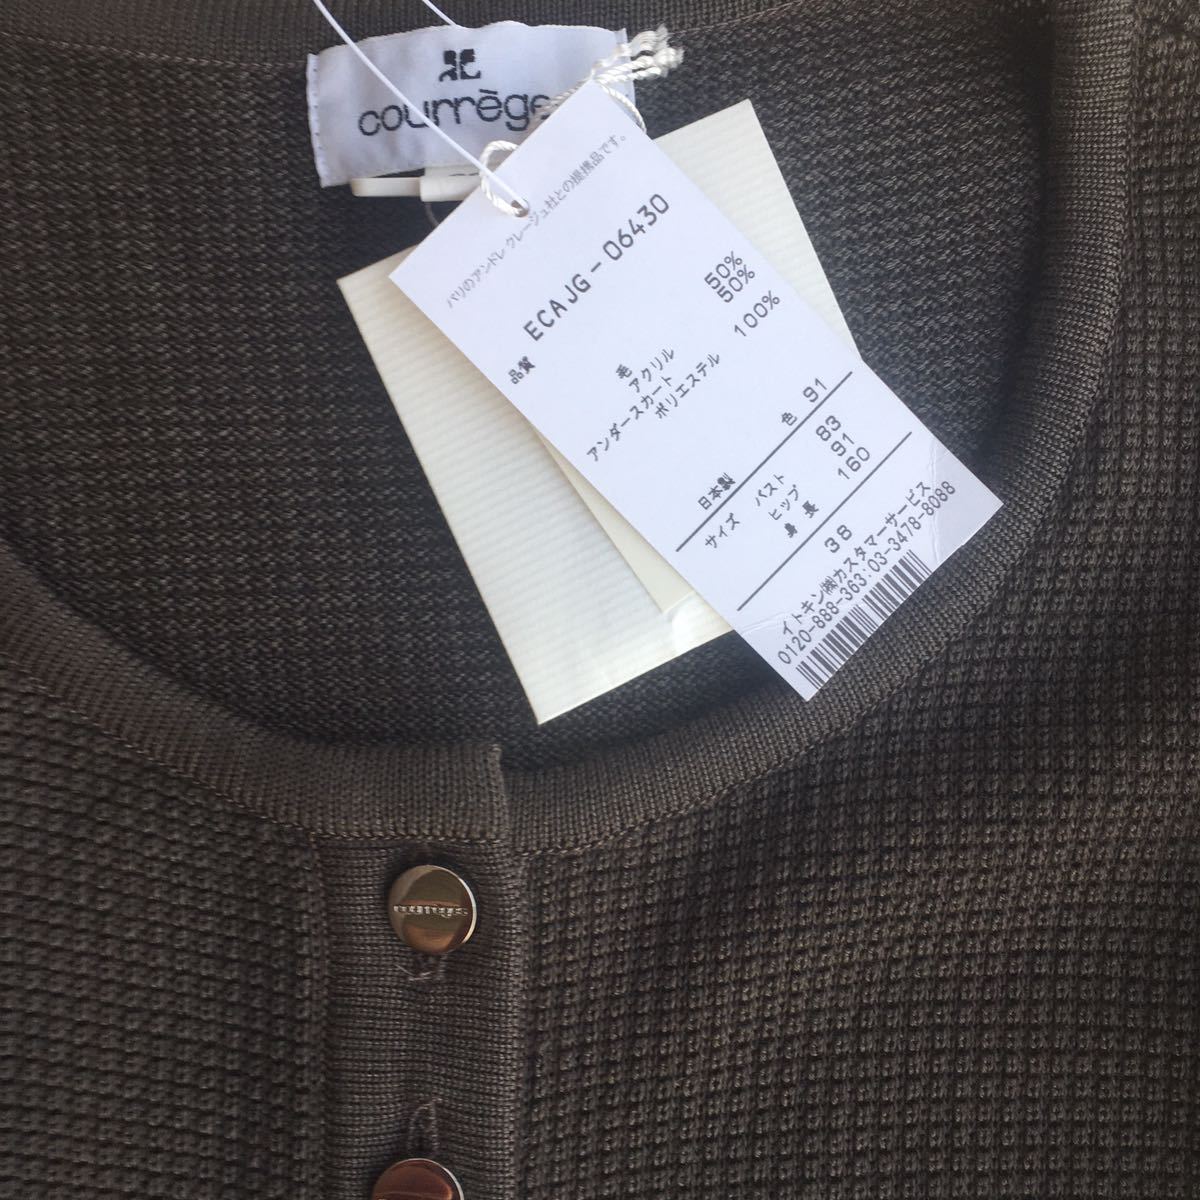 courrège
パリのアンドレ クレージュ社との提携品です。
ECAJG-06430
品質
毛 50%
アクリル 50%
アンダースカート
ポリエステル 100%
色 91
日本製
サイズ バスト 83
ヒップ 91
身長 160
38
イトキン㈱カスタマーサービス
0120-888-363:03-3478-8088
courrèges